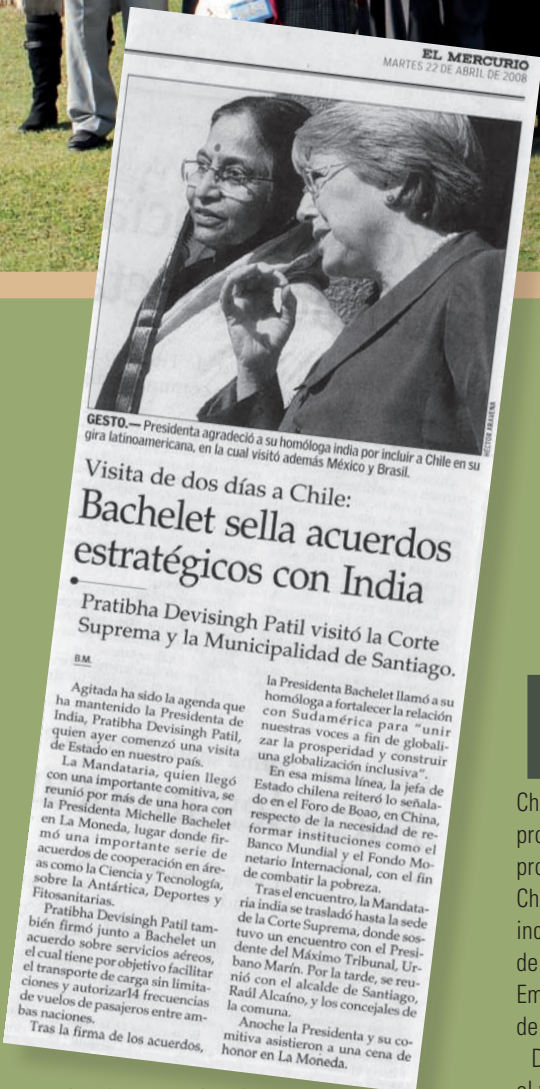 EL MERCURIO
MARTES 22 DE ABRIL DE 2008
HÉCTOR ARAVENA
GESTO.— Presidenta agradeció a su homóloga india por incluir a Chile en su
gira latinoamericana, en la cual visitó además México y Brasil.
Visita de dos días a Chile:
Bachelet sella acuerdos
estratégicos con India
Pratibha Devisingh Patil visitó la Corte
Suprema y la Municipalidad de Santiago.
B.M.
Agitada ha sido la agenda que
ha mantenido la Presidenta de
India, Pratibha Devisingh Patil,
quien ayer comenzó una visita
de Estado en nuestro país.
La Mandataria, quien llegó
con una importante comitiva, se
reunió por más de una hora con
la Presidenta Michelle Bachelet
en La Moneda, lugar donde fir-
mó una importante serie de
acuerdos de cooperación en áre-
as como la Ciencia y Tecnología,
sobre la Antártica, Deportes y
Fitosanitarias.
Pratibha Devisingh Patil tam-
bién firmó junto a Bachelet un
acuerdo sobre servicios aéreos,
el cual tiene por objetivo facilitar
el transporte de carga sin limita-
ciones y autorizar14 frecuencias
de vuelos de pasajeros entre am-
bas naciones.
Tras la firma de los acuerdos,
la Presidenta Bachelet llamó a su
homóloga a fortalecer la relación
con Sudamérica para "unir
nuestras voces a fin de globali-
zar la prosperidad y construir
una globalización inclusiva".
En esa misma línea, la jefa de
Estado chilena reiteró lo señala-
do en el Foro de Boao, en China,
respecto de la necesidad de re-
formar instituciones como el
Banco Mundial y el Fondo Mo-
netario Internacional, con el fin
de combatir la pobreza.
Tras el encuentro, la Mandata-
ria india se trasladó hasta la sede
de la Corte Suprema, donde sos-
tuvo un encuentro con el Presi-
dente del Máximo Tribunal, Ur-
bano Marín. Por la tarde, se reu-
nió con el alcalde de Santiago,
Raúl Alcaíno, y los concejales de
la comuna.
Anoche la Presidenta y su co-
mitiva asistieron a una cena de
honor en La Moneda.
Ch
pro
pro
Ch
inc
de
Em
de
D
el